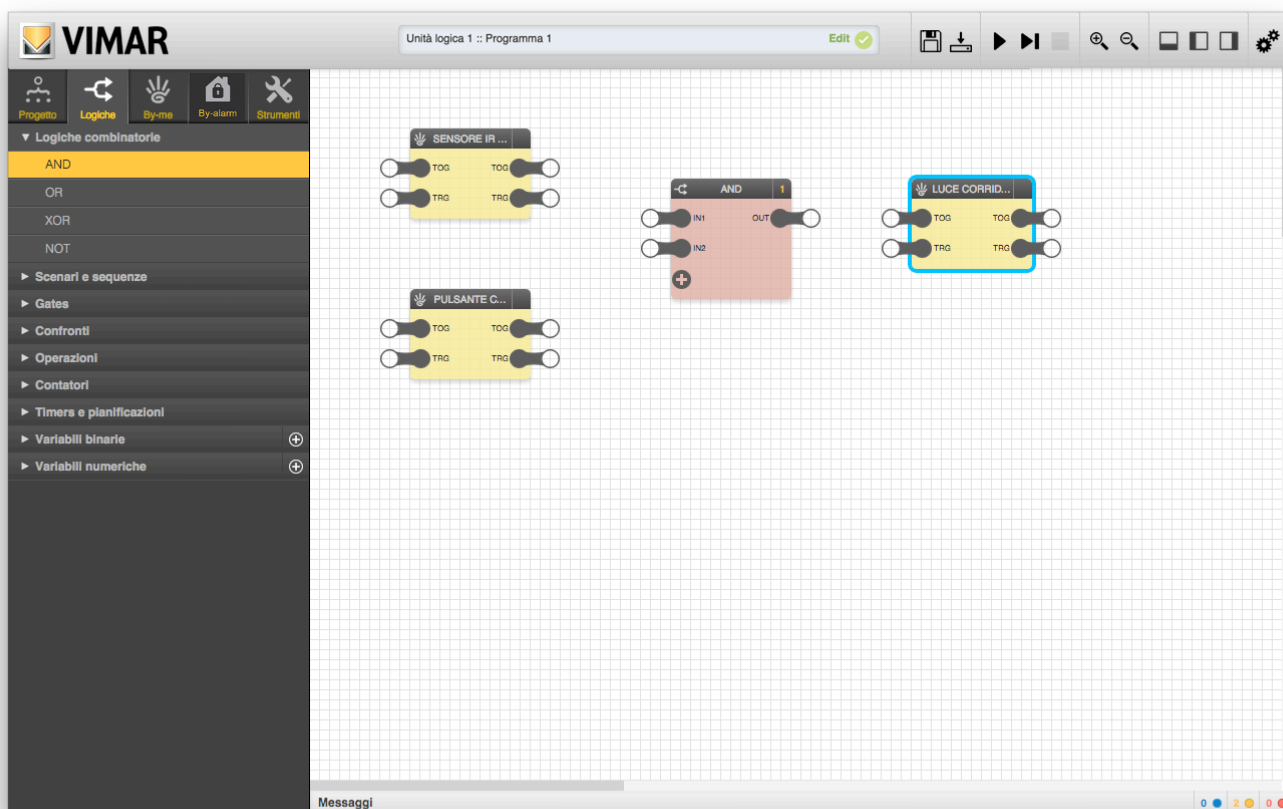 VIMAR
Unità logica 1 :: Programma 1
Edit
Progetto
Logiche
By-me
By-alarm
Strumenti
▼ Logiche combinatorie
AND
OR
XOR
NOT
► Scenari e sequenze
► Gates
► Confronti
► Operazioni
► Contatori
► Timers e pianificazioni
► Variabili binarie
► Variabili numeriche
SENSORE IR ...
TOG TOG
TRG TRG
PULSANTE C...
TOG TOG
TRG TRG
AND 1
IN1 OUT
IN2
LUCE CORRID...
TOG TOG
TRG TRG
Messaggi
0 2 0